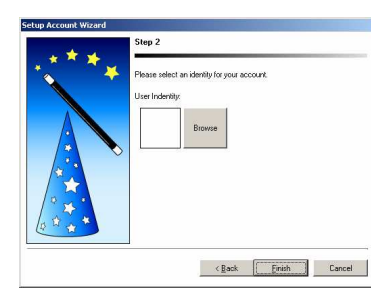 Setup Account Wizard
Step 2
Please select an identity for your account.
User Indentity:
Browse
< Back Finish Cancel